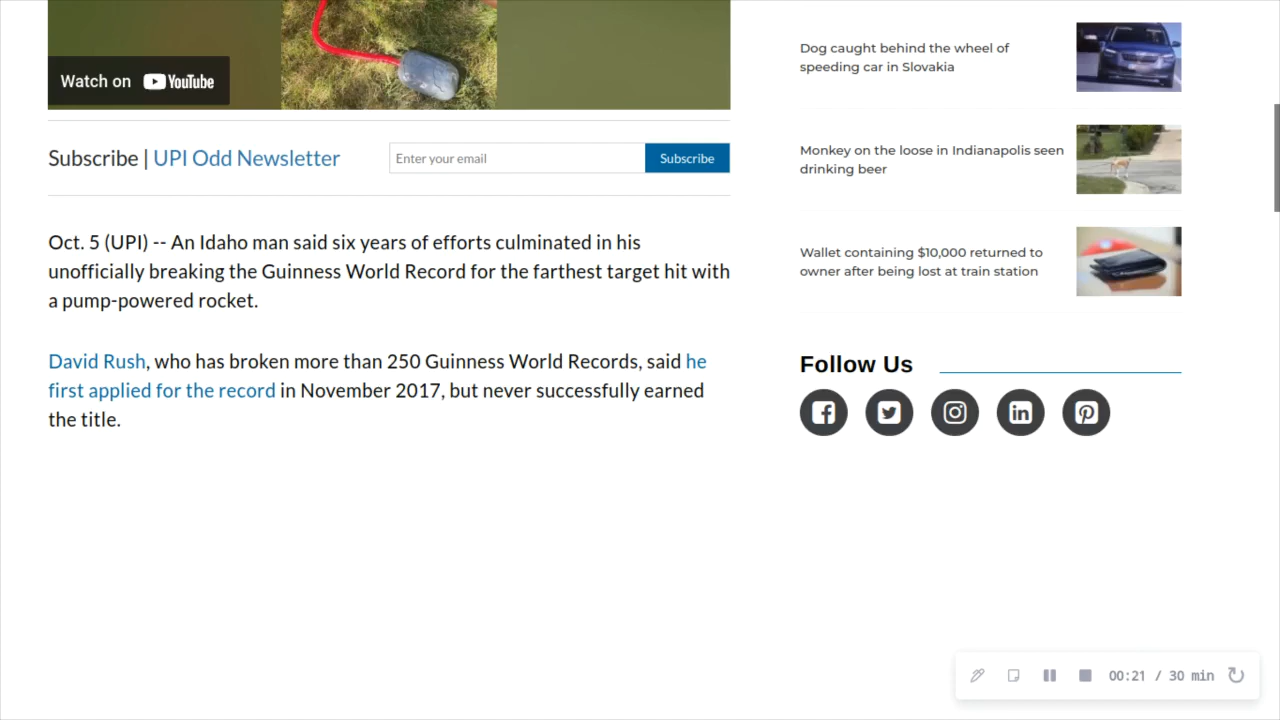 Watch on YouTube
Subscribe | UPI Odd Newsletter
Enter your email
Subscribe
Oct. 5 (UPI) -- An Idaho man said six years of efforts culminated in his
unofficially breaking the Guinness World Record for the farthest target hit with
a pump-powered rocket.
David Rush, who has broken more than 250 Guinness World Records, said he
first applied for the record in November 2017, but never successfully earned
the title.
Dog caught behind the wheel of
speeding car in Slovakia
Monkey on the loose in Indianapolis seen
drinking beer
Wallet containing $10,000 returned to
owner after being lost at train station
Follow Us
00:21 / 30 min